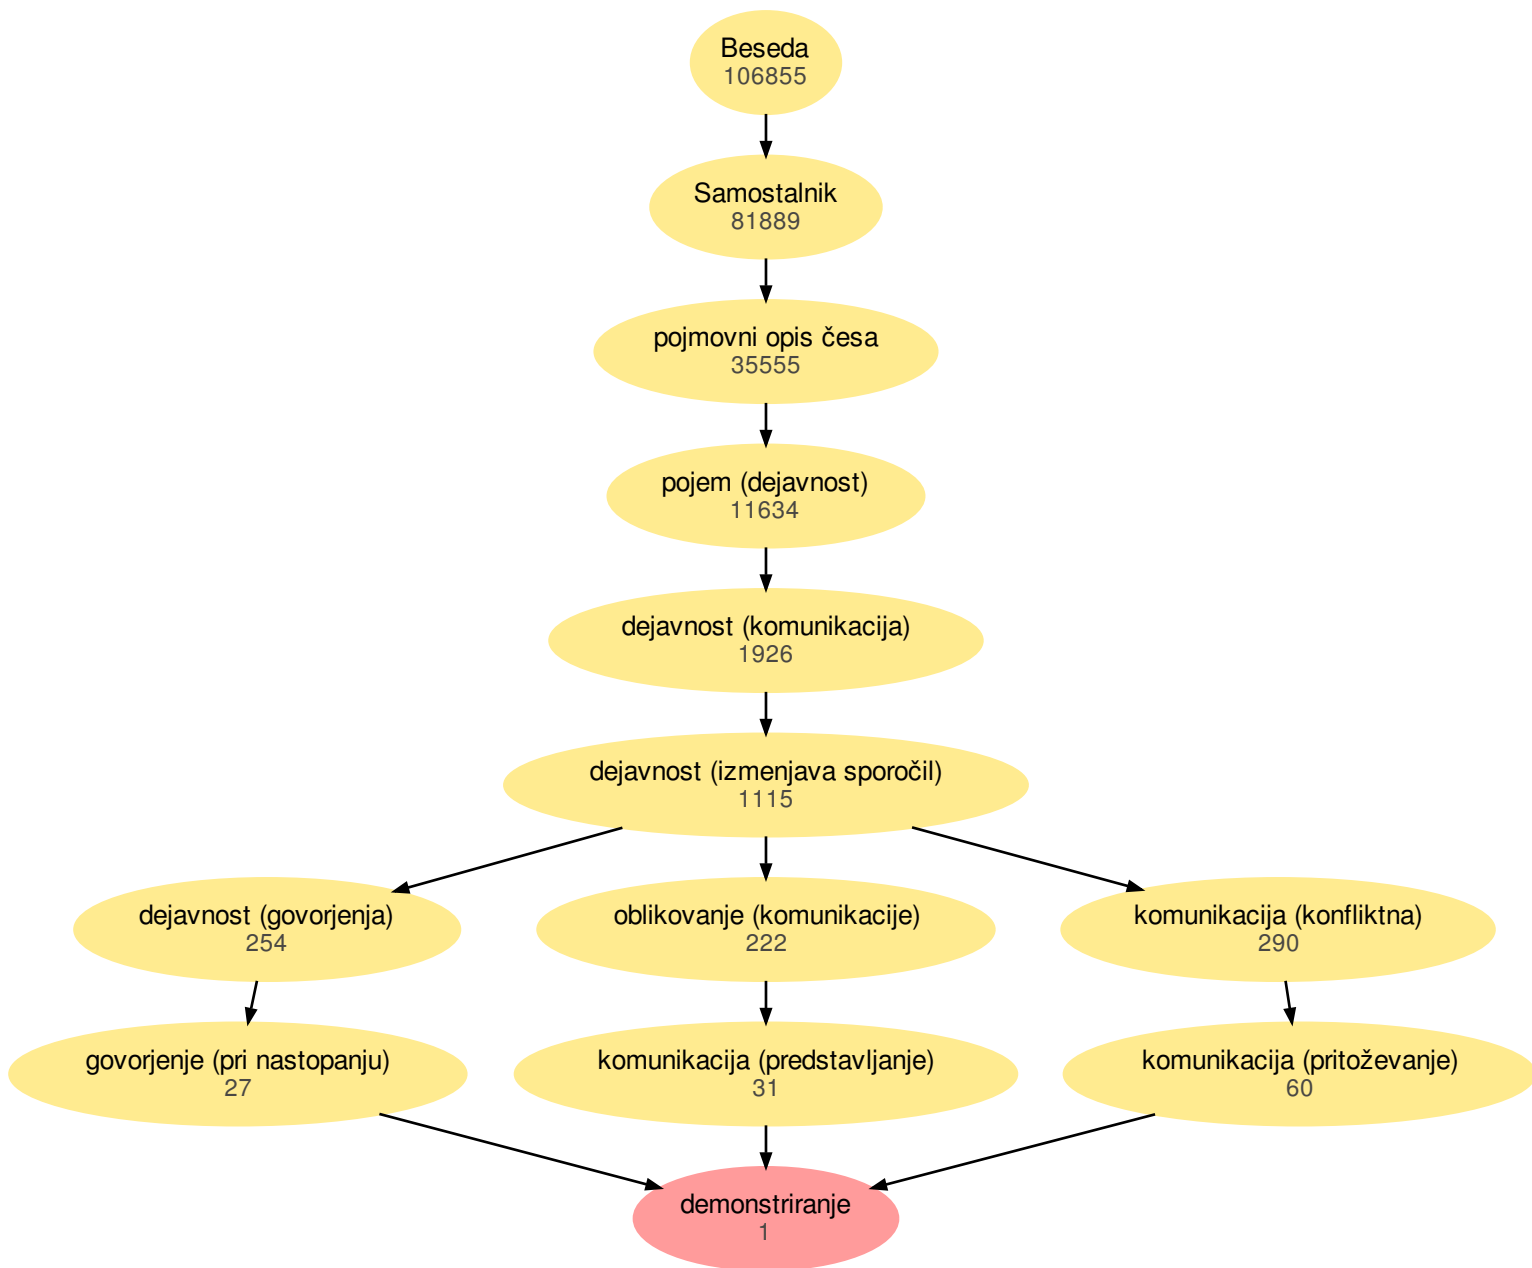 Beseda
106855
Samostalnik
81889
pojmovni opis česa
35555
pojem (dejavnost)
11634
dejavnost (komunikacija)
1926
dejavnost (izmenjava sporočil)
1115
dejavnost (govorjenja)
254
oblikovanje (komunikacije)
222
komunikacija (konfliktna)
290
govorjenje (pri nastopanju)
27
komunikacija (predstavljanje)
31
komunikacija (pritoževanje)
60
demonstriranje
1